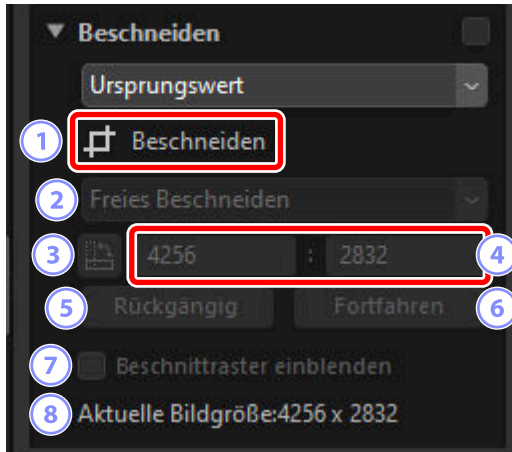 Beschneiden
Ursprungswert
1 Beschneiden
2 Freies Beschneiden
3 4256 : 2832 4
5 Rückgängig Fortfahren 6
7 Beschnittraster einblenden
8 Aktuelle Bildgröße:4256 x 2832